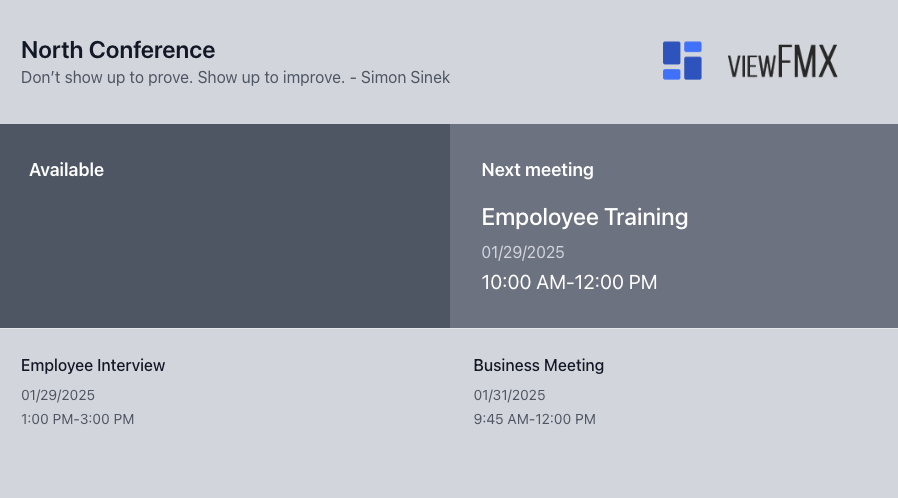 North Conference
Don’t show up to prove. Show up to improve. - Simon Sinek
VIEWFMX
Available
Next meeting
Empoloyee Training
01/29/2025
10:00 AM-12:00 PM
Employee Interview
01/29/2025
1:00 PM-3:00 PM
Business Meeting
01/31/2025
9:45 AM-12:00 PM